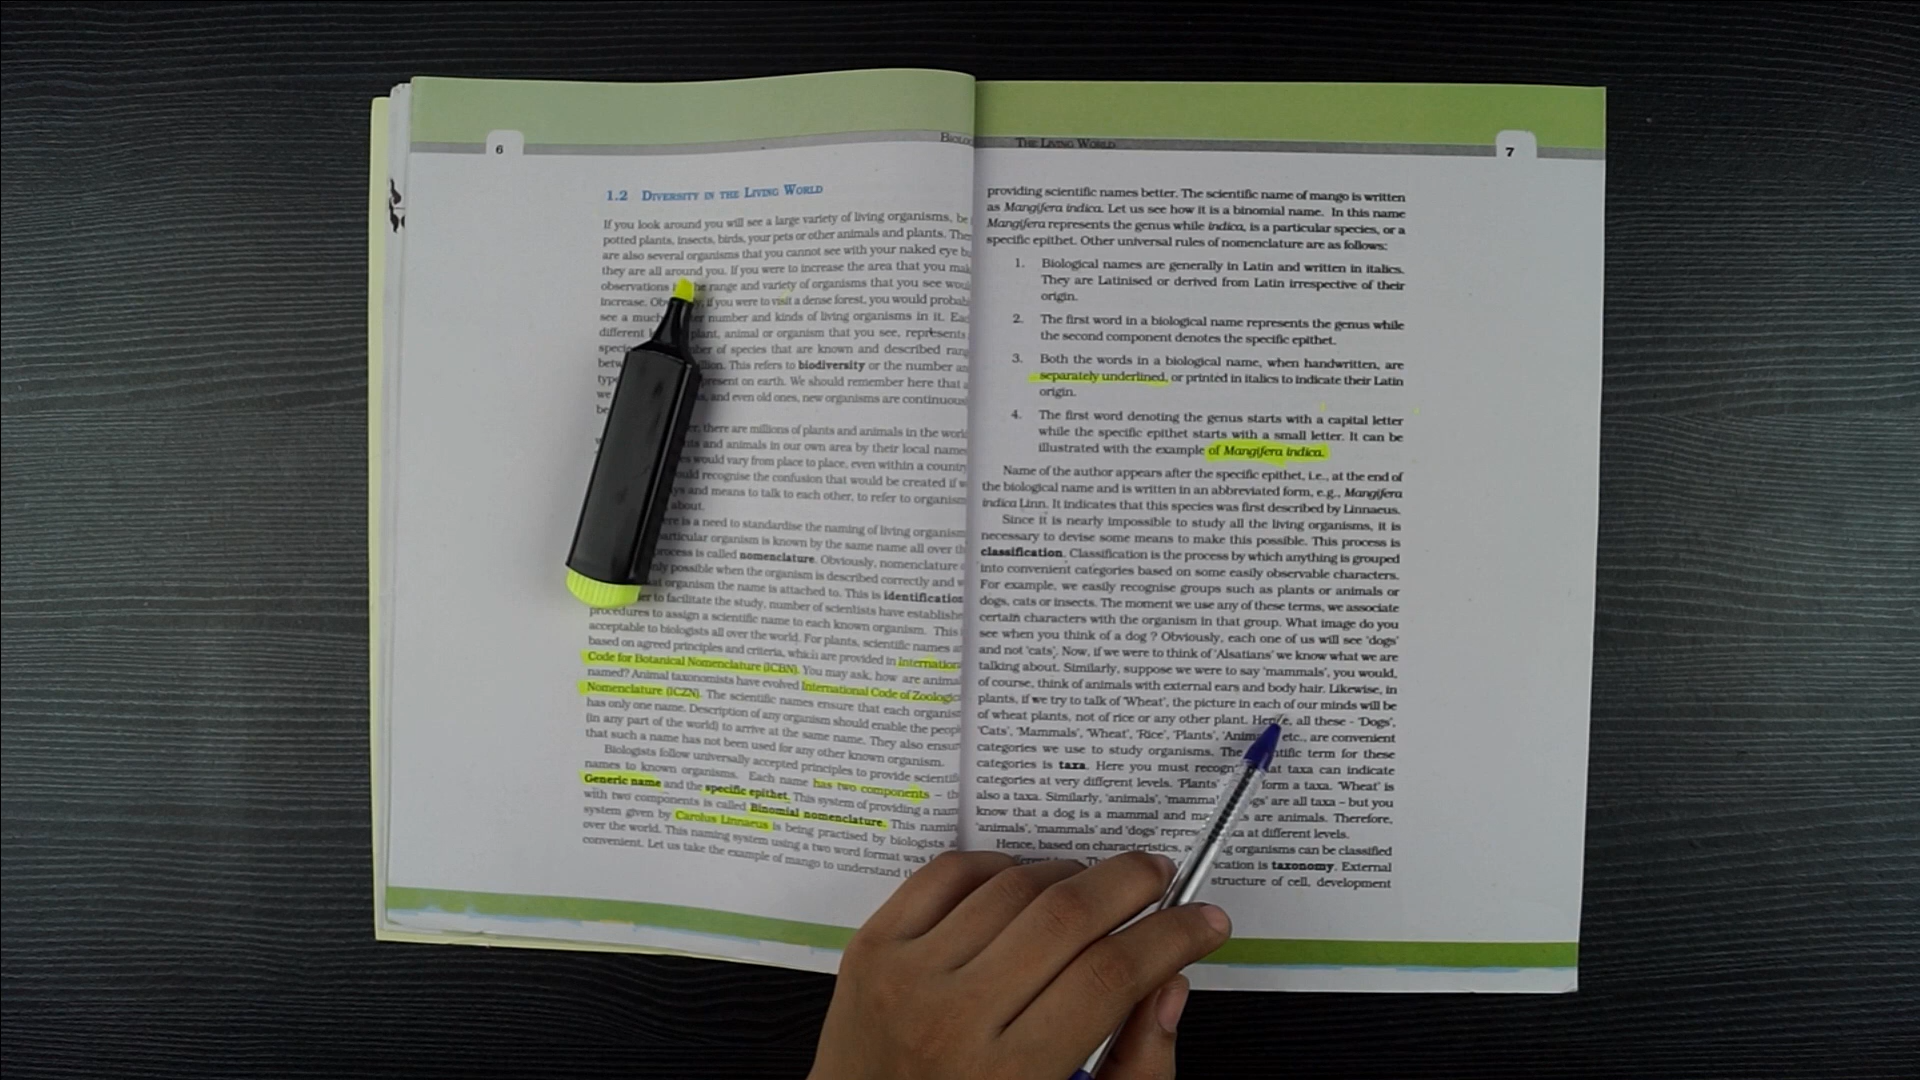 6
BIOLO
1.2 DIVERSITY IN THE LIVING WORLD
If you look around you will see a large variety of living organisms, be
potted plants, insects, birds, your pets or other animals and plants. The
are also several organisms that you cannot see with your naked eye b
they are all around you. If you were to increase the area that you ma
observations range and variety of organisms that you see wou
increase. if you were to visit a dense forest, you would probab
see a much number and kinds of living organisms in it. Ea
different plant, animal or organism that you see, represents
of species that are known and described ran
This refers to biodiversity or the number an
present on earth. We should remember here that
we and even old ones, new organisms are continuous
be
there are millions of plants and animals in the worl
and animals in our own area by their local names
would vary from place to place, even within a countr
recognise the confusion that would be created if
and means to talk to each other, to refer to organism
about.
is a need to standardise the naming of living organism
organism is known by the same name all over th
is called nomenclature. Obviously, nomenclature
possible when the organism is described correctly and
organism the name is attached to. This is identification
to facilitate the study, number of scientists have establishe
procedures to assign a scientific name to each known organism. This
acceptable to biologists all over the world. For plants, scientific names a
based on agreed principles and criteria, which are provided in Internation
Code for Botanical Nomenclature (ICBN). You may ask, how are anima
named? Animal taxonomists have evolved International Code of Zoologic
Nomenclature (ICZN). The scientific names ensure that each organis
has only one name. Description of any organism should enable the peop
(in any part of the world) to arrive at the same name. They also ensur
that such a name has not been used for any other known organism.
Biologists follow universally accepted principles to provide scientif
names to known organisms. Each name has two components – th
Generic name and the specific epithet. This system of providing a nam
with two components is called Binomial nomenclature. This namin
system given by Carolus Linnaeus is being practised by biologists a
over the world. This naming system using a two word format was
convenient. Let us take the example of mango to understand th
THE LIVING WORLD
7
providing scientific names better. The scientific name of mango is written
as Mangifera indica. Let us see how it is a binomial name. In this name
Mangifera represents the genus while indica, is a particular species, or a
specific epithet. Other universal rules of nomenclature are as follows:
1. Biological names are generally in Latin and written in italics.
They are Latinised or derived from Latin irrespective of their
origin.
2. The first word in a biological name represents the genus while
the second component denotes the specific epithet.
3. Both the words in a biological name, when handwritten, are
separately underlined, or printed in italics to indicate their Latin
origin.
4. The first word denoting the genus starts with a capital letter
while the specific epithet starts with a small letter. It can be
illustrated with the example of Mangifera indica.
Name of the author appears after the specific epithet, i.e., at the end of
the biological name and is written in an abbreviated form, e.g., Mangifera
indica Linn. It indicates that this species was first described by Linnaeus.
Since it is nearly impossible to study all the living organisms, it is
necessary to devise some means to make this possible. This process is
classification. Classification is the process by which anything is grouped
into convenient categories based on some easily observable characters.
For example, we easily recognise groups such as plants or animals or
dogs, cats or insects. The moment we use any of these terms, we associate
certain characters with the organism in that group. What image do you
see when you think of a dog ? Obviously, each one of us will see 'dogs'
and not 'cats'. Now, if we were to think of 'Alsatians' we know what we are
talking about. Similarly, suppose we were to say 'mammals', you would,
of course, think of animals with external ears and body hair. Likewise, in
plants, if we try to talk of 'Wheat', the picture in each of our minds will be
of wheat plants, not of rice or any other plant. Hence, all these - 'Dogs',
'Cats', 'Mammals', 'Wheat', 'Rice', 'Plants', etc., are convenient
categories we use to study organisms. The term for these
categories is taxa. Here you must taxa can indicate
categories at very different levels. 'Plants' form a taxa. 'Wheat' is
also a taxa. Similarly, 'animals', are all taxa – but you
know that a dog is a mammal and are animals. Therefore,
'animals', 'mammals' and 'dogs' at different levels.
Hence, based on characteristics, organisms can be classified
is taxonomy. External
structure of cell, development